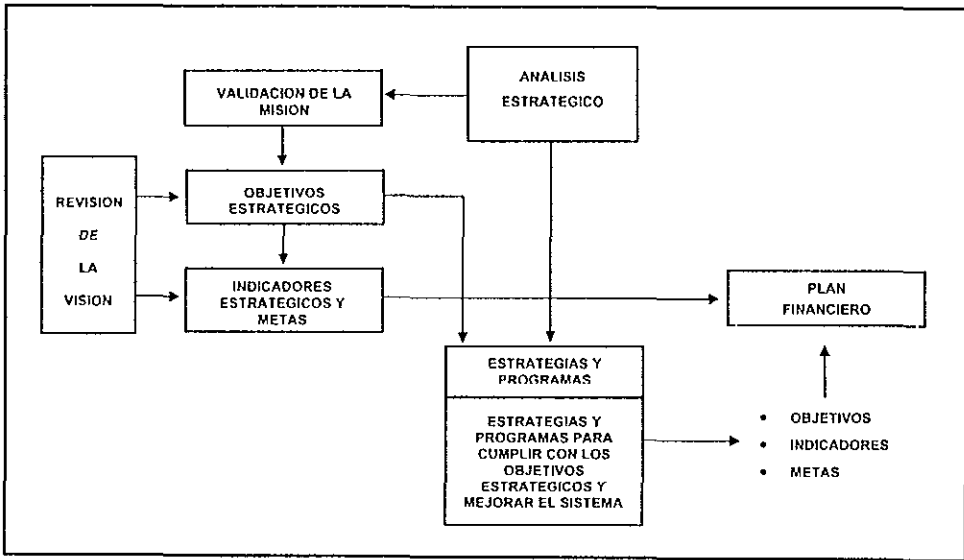 ANALISIS
ESTRATEGICO
VALIDACION DE LA
MISION
REVISION
DE
LA
VISION
OBJETIVOS
ESTRATEGICOS
INDICADORES
ESTRATEGICOS Y
METAS
PLAN
FINANCIERO
ESTRATEGIAS Y
PROGRAMAS
ESTRATEGIAS Y
PROGRAMAS PARA
CUMPLIR CON LOS
OBJETIVOS
ESTRATEGICOS Y
MEJORAR EL SISTEMA
• OBJETIVOS
• INDICADORES
• METAS